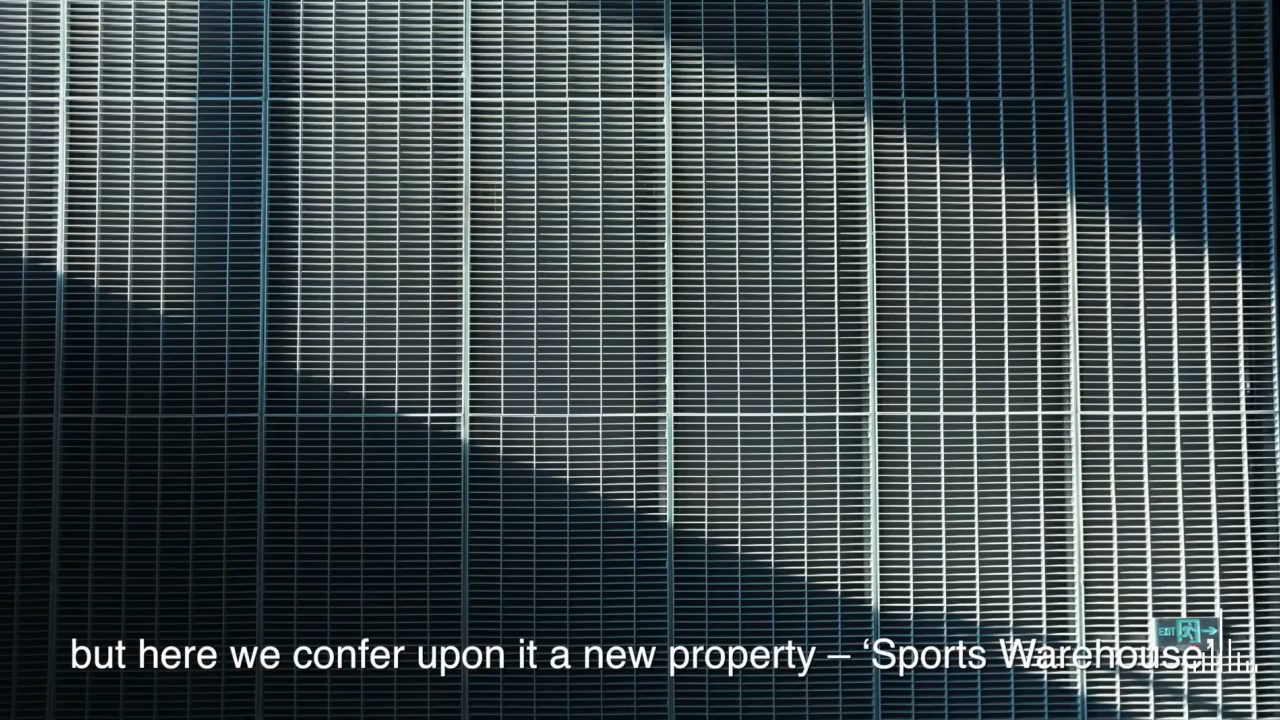 EXIT
but here we confer upon it a new property – ‘Sports Warehouse’